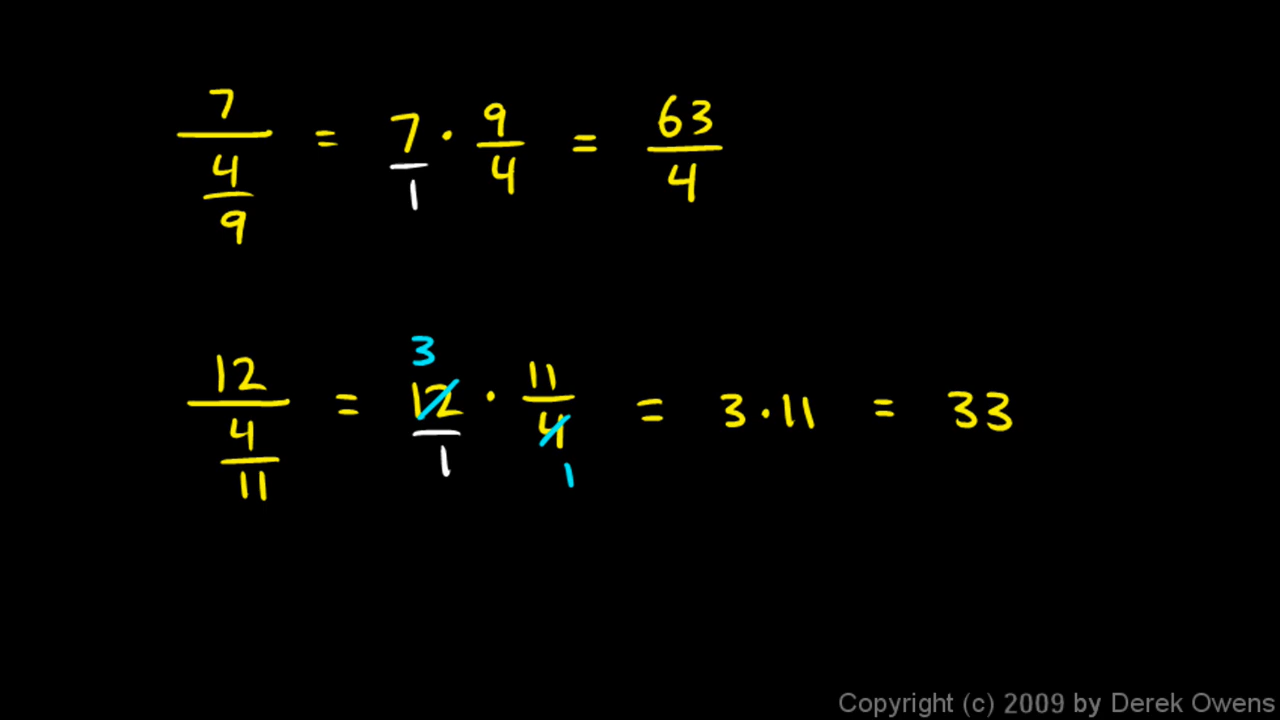 7/(4/9) = 7/1 · 9/4 = 63/4
3
12/(4/11) = 12/1 · 11/4 = 3 · 11 = 33
1
Copyright (c) 2009 by Derek Owens